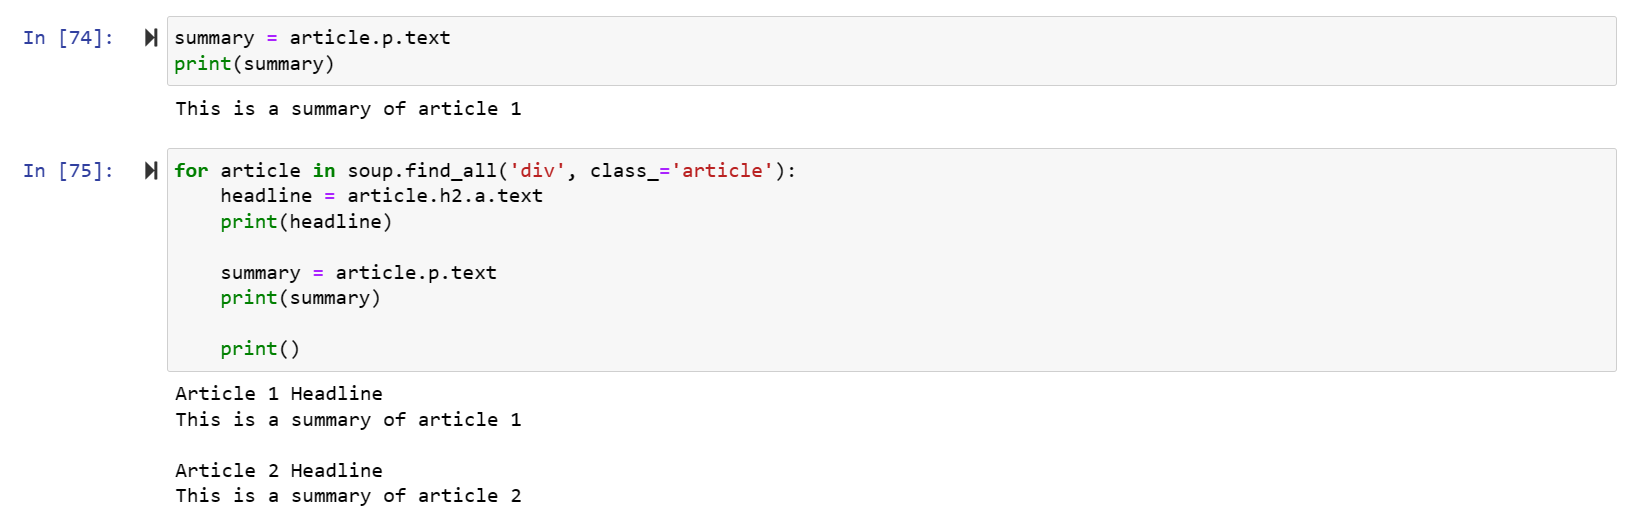 In [74]: summary = article.p.text
print(summary)
This is a summary of article 1
In [75]: for article in soup.find_all('div', class_='article'):
    headline = article.h2.a.text
    print(headline)

    summary = article.p.text
    print(summary)

    print()
Article 1 Headline
This is a summary of article 1

Article 2 Headline
This is a summary of article 2